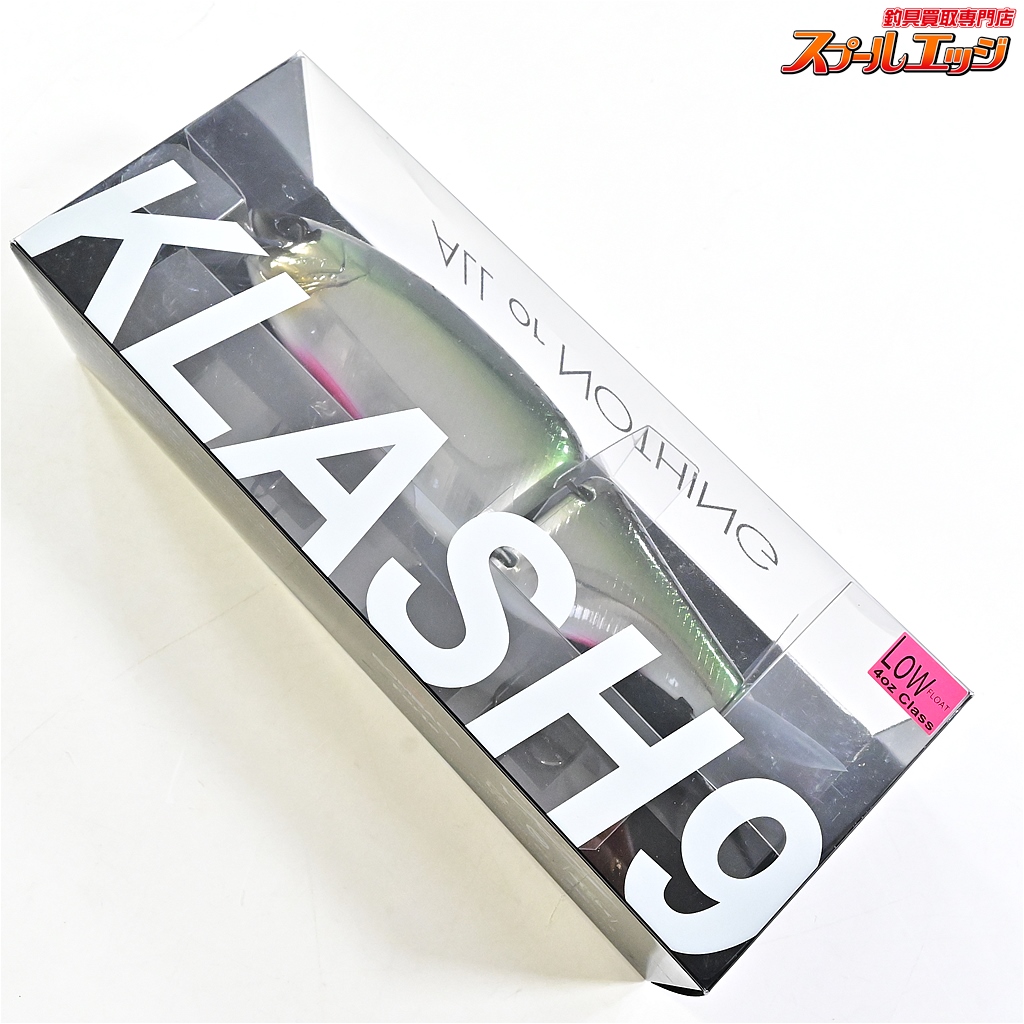 釣具買取専門店
スプールエッジ
ALL or NOTHiNG
KLASH9
LOW FLOAT
4oz Class